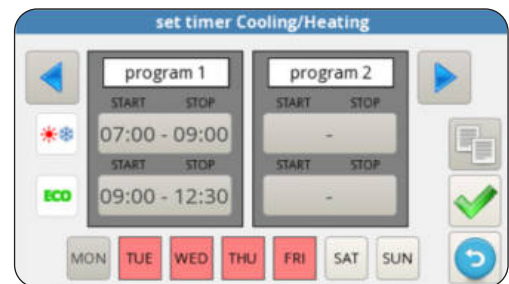 set timer Cooling/Heating
program 1 program 2
START STOP START STOP
07:00 - 09:00 -
START STOP START STOP
ECO 09:00 - 12:30 -
MON TUE WED THU FRI SAT SUN